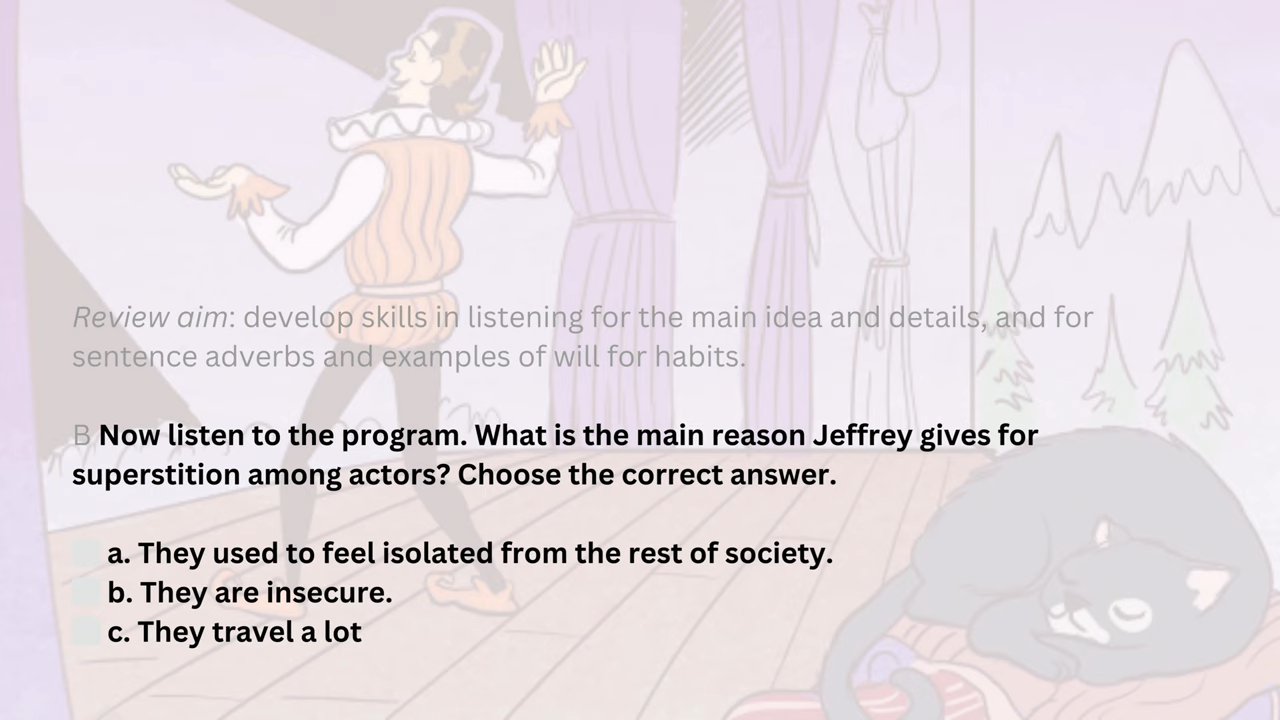 Review aim: develop skills in listening for the main idea and details, and for
sentence adverbs and examples of will for habits.
B Now listen to the program. What is the main reason Jeffrey gives for
superstition among actors? Choose the correct answer.
a. They used to feel isolated from the rest of society.
b. They are insecure.
c. They travel a lot